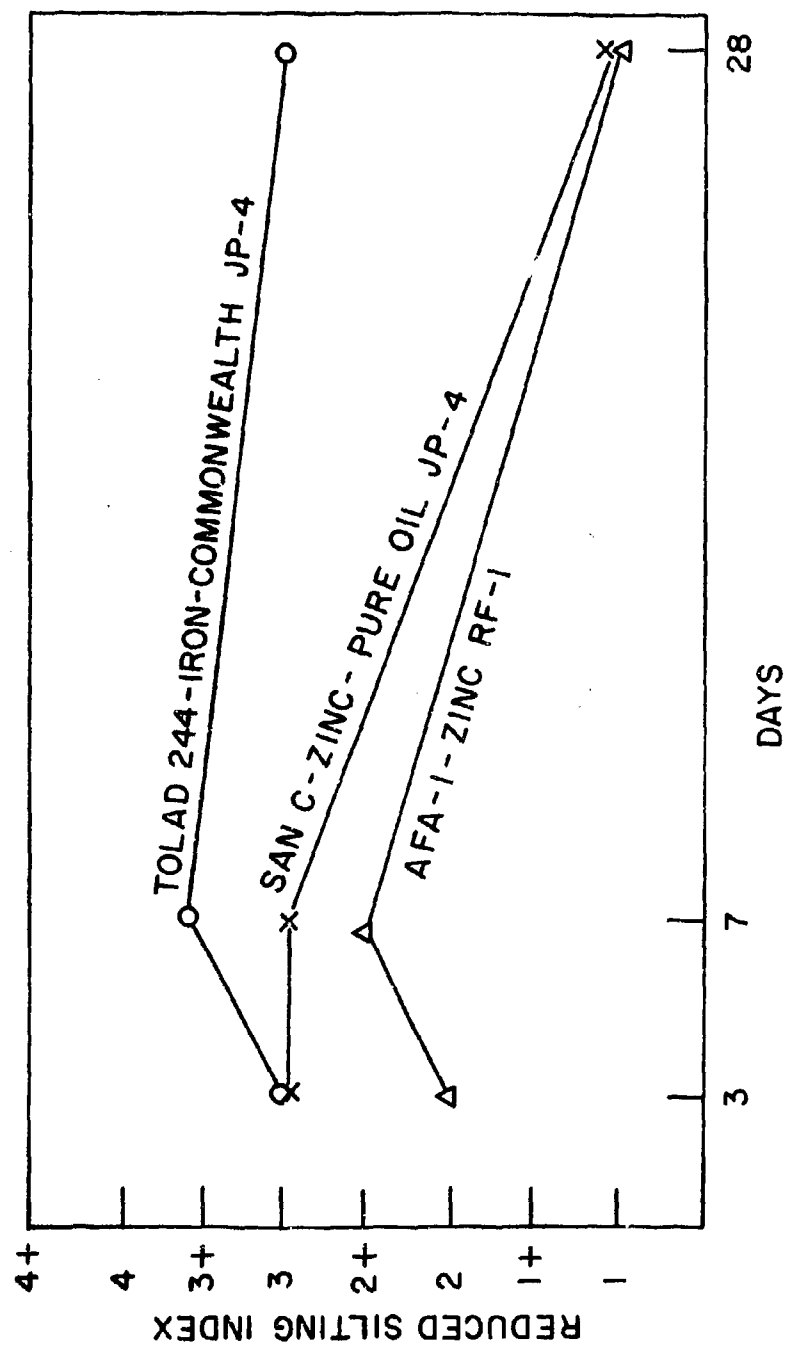 REDUCED SILTING INDEX
4+
4
3+
3
2+
2
1+
1
TOLAD 244-IRON-COMMONWEALTH JP-4
SAN C-ZINC-PURE OIL JP-4
AFA-1-ZINC RF-1
3
7
28
DAYS